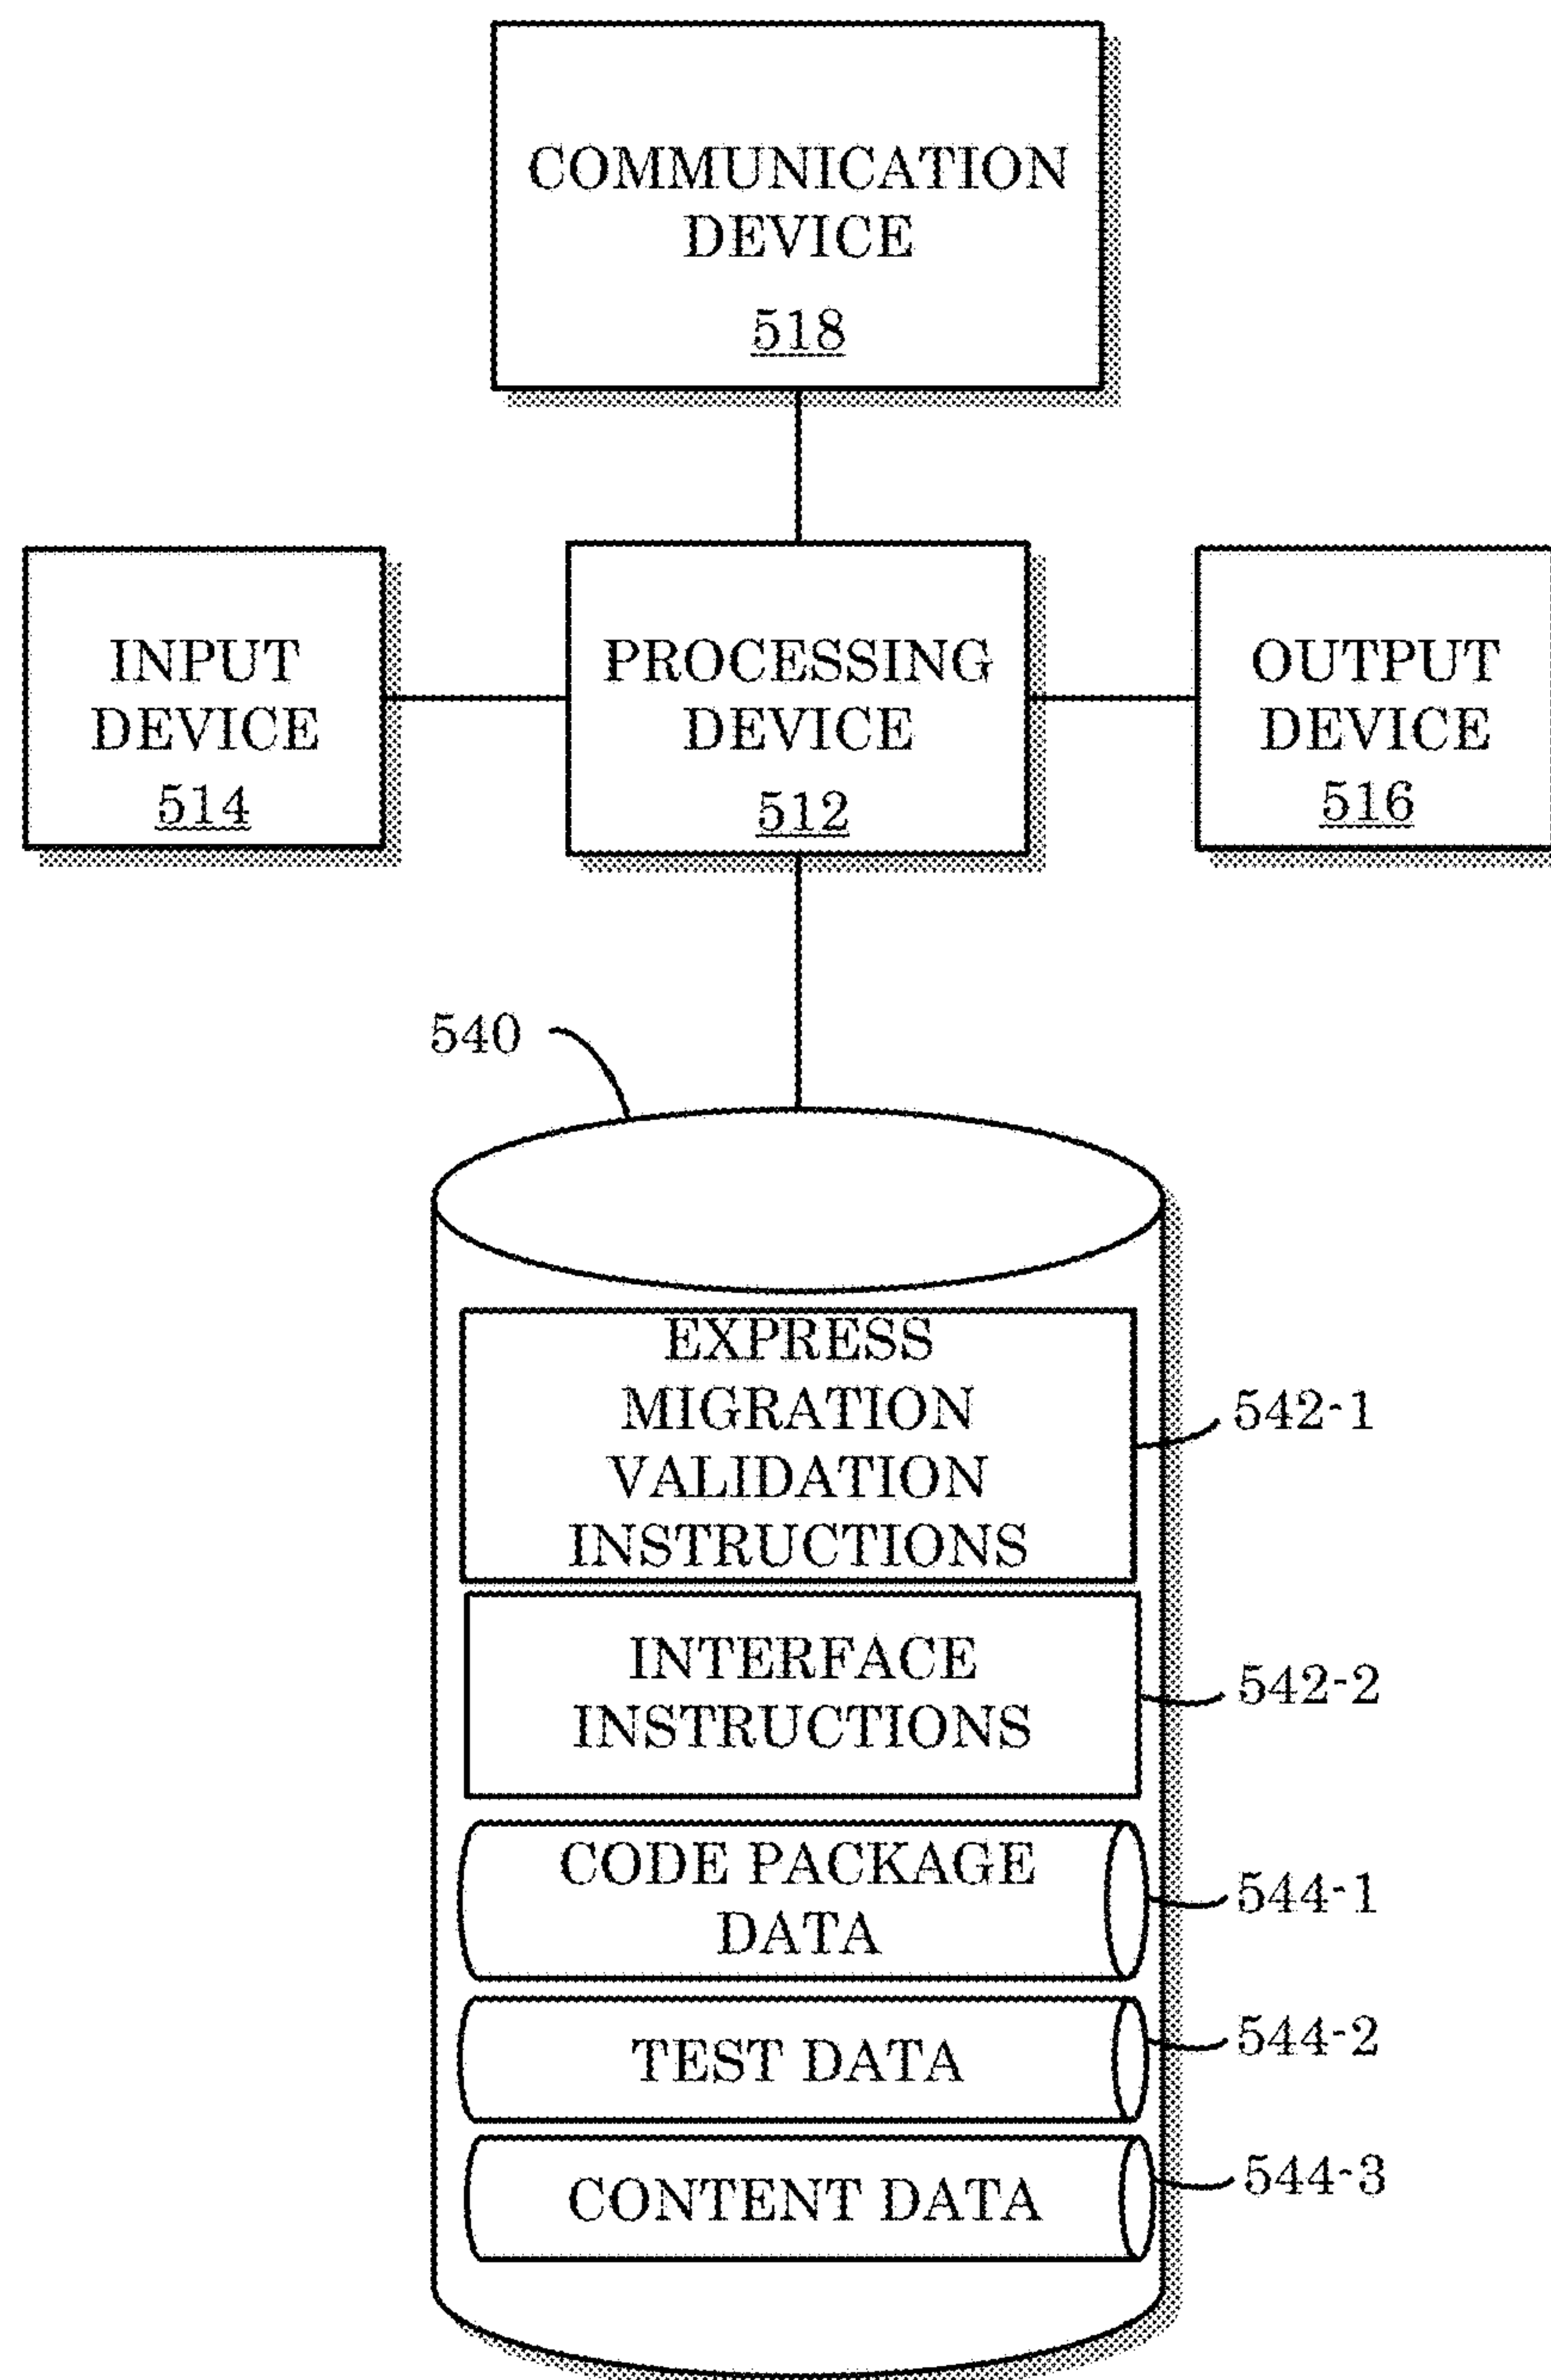 COMMUNICATION
DEVICE
518
INPUT
DEVICE
514
PROCESSING
DEVICE
512
OUTPUT
DEVICE
516
540
EXPRESS
MIGRATION
VALIDATION
INSTRUCTIONS
542-1
INTERFACE
INSTRUCTIONS
542-2
CODE PACKAGE
DATA
544-1
TEST DATA
544-2
CONTENT DATA
544-3